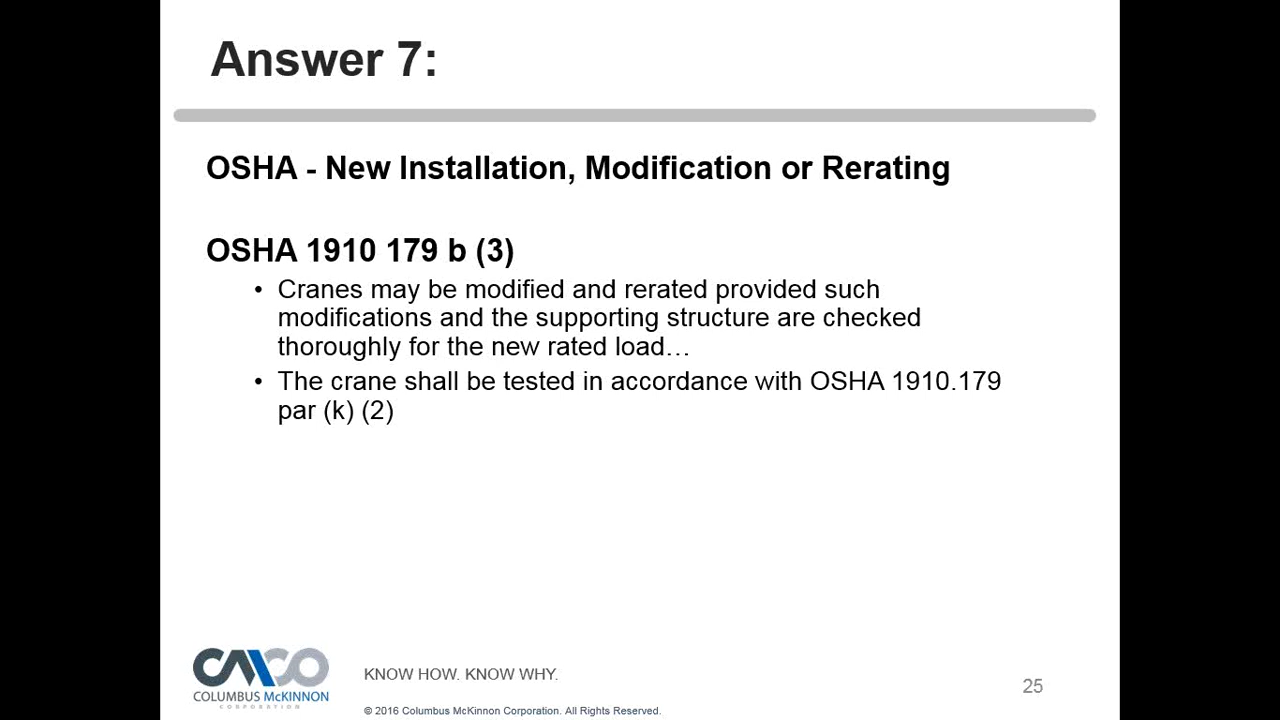 Answer 7:
OSHA - New Installation, Modification or Rerating
OSHA 1910 179 b (3)
• Cranes may be modified and rerated provided such
modifications and the supporting structure are checked
thoroughly for the new rated load…
• The crane shall be tested in accordance with OSHA 1910.179
par (k) (2)
CMCO
COLUMBUS McKINNON
CORPORATION
KNOW HOW. KNOW WHY.
© 2016 Columbus McKinnon Corporation. All Rights Reserved.
25